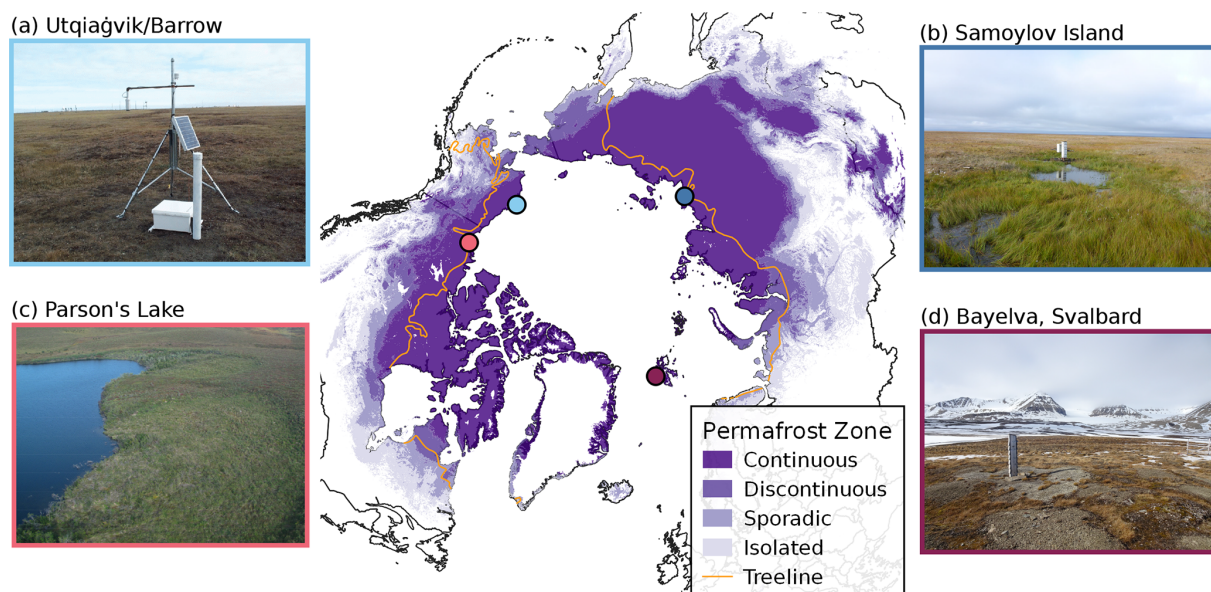 (a) Utqiaġvik/Barrow
(b) Samoylov Island
(c) Parson's Lake
(d) Bayelva, Svalbard
Permafrost Zone
Continuous
Discontinuous
Sporadic
Isolated
Treeline